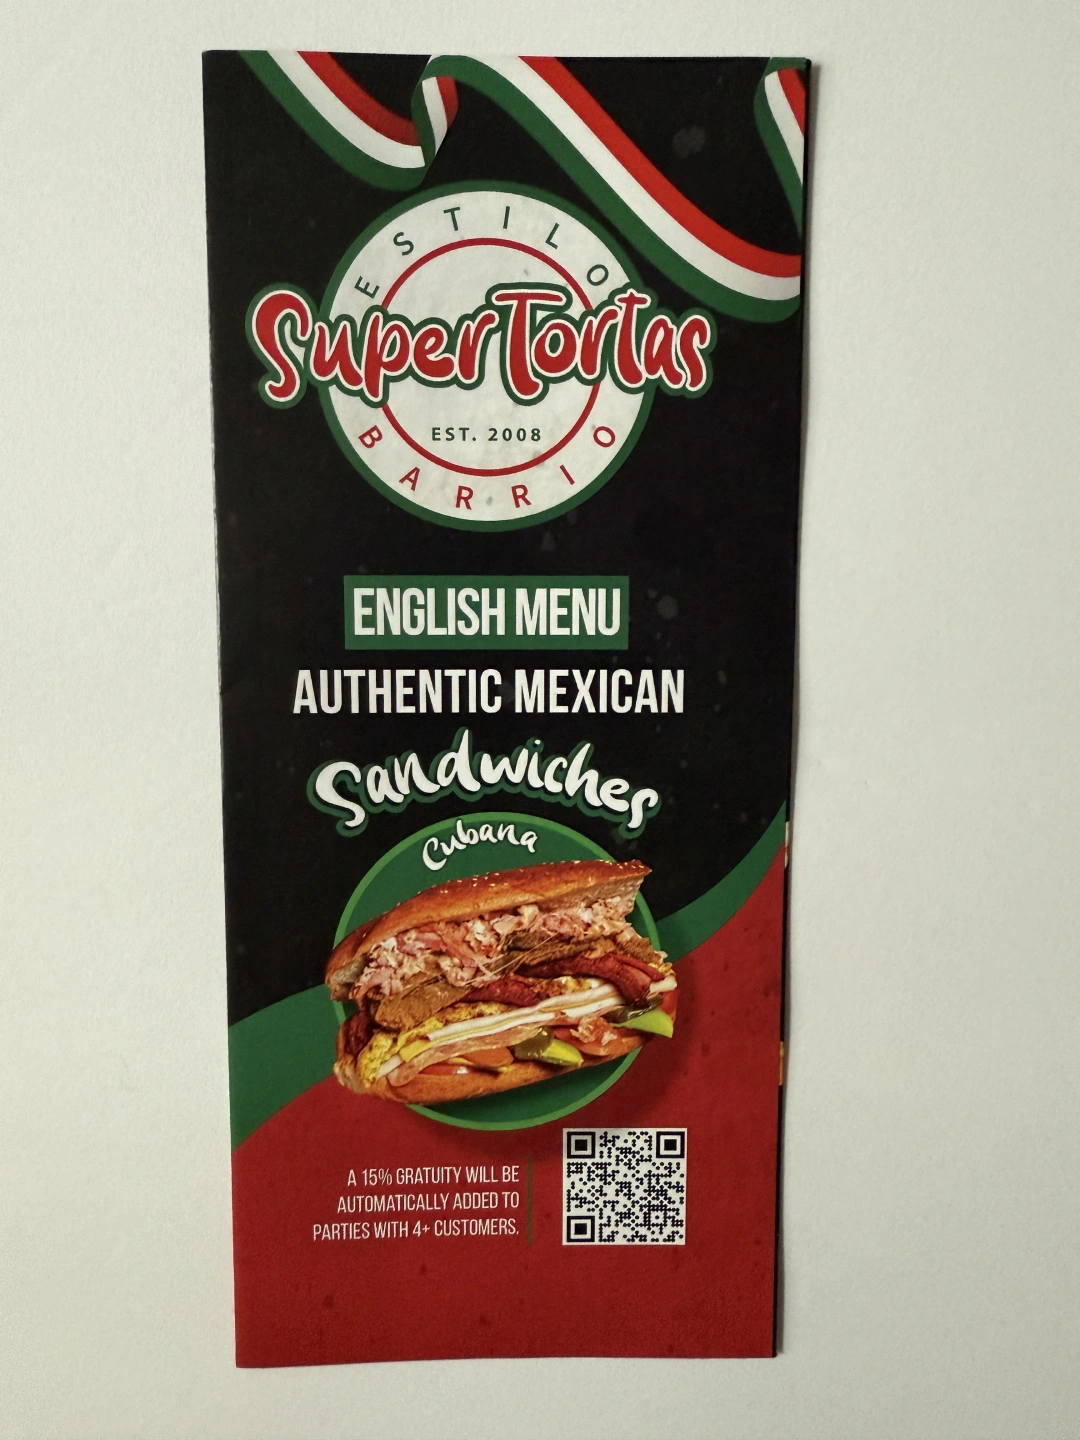 ESTILO
SuperTortas
EST. 2008
BARRIO
ENGLISH MENU
AUTHENTIC MEXICAN
Sandwiches
Cubana
A 15% GRATUITY WILL BE
AUTOMATICALLY ADDED TO
PARTIES WITH 4+ CUSTOMERS.